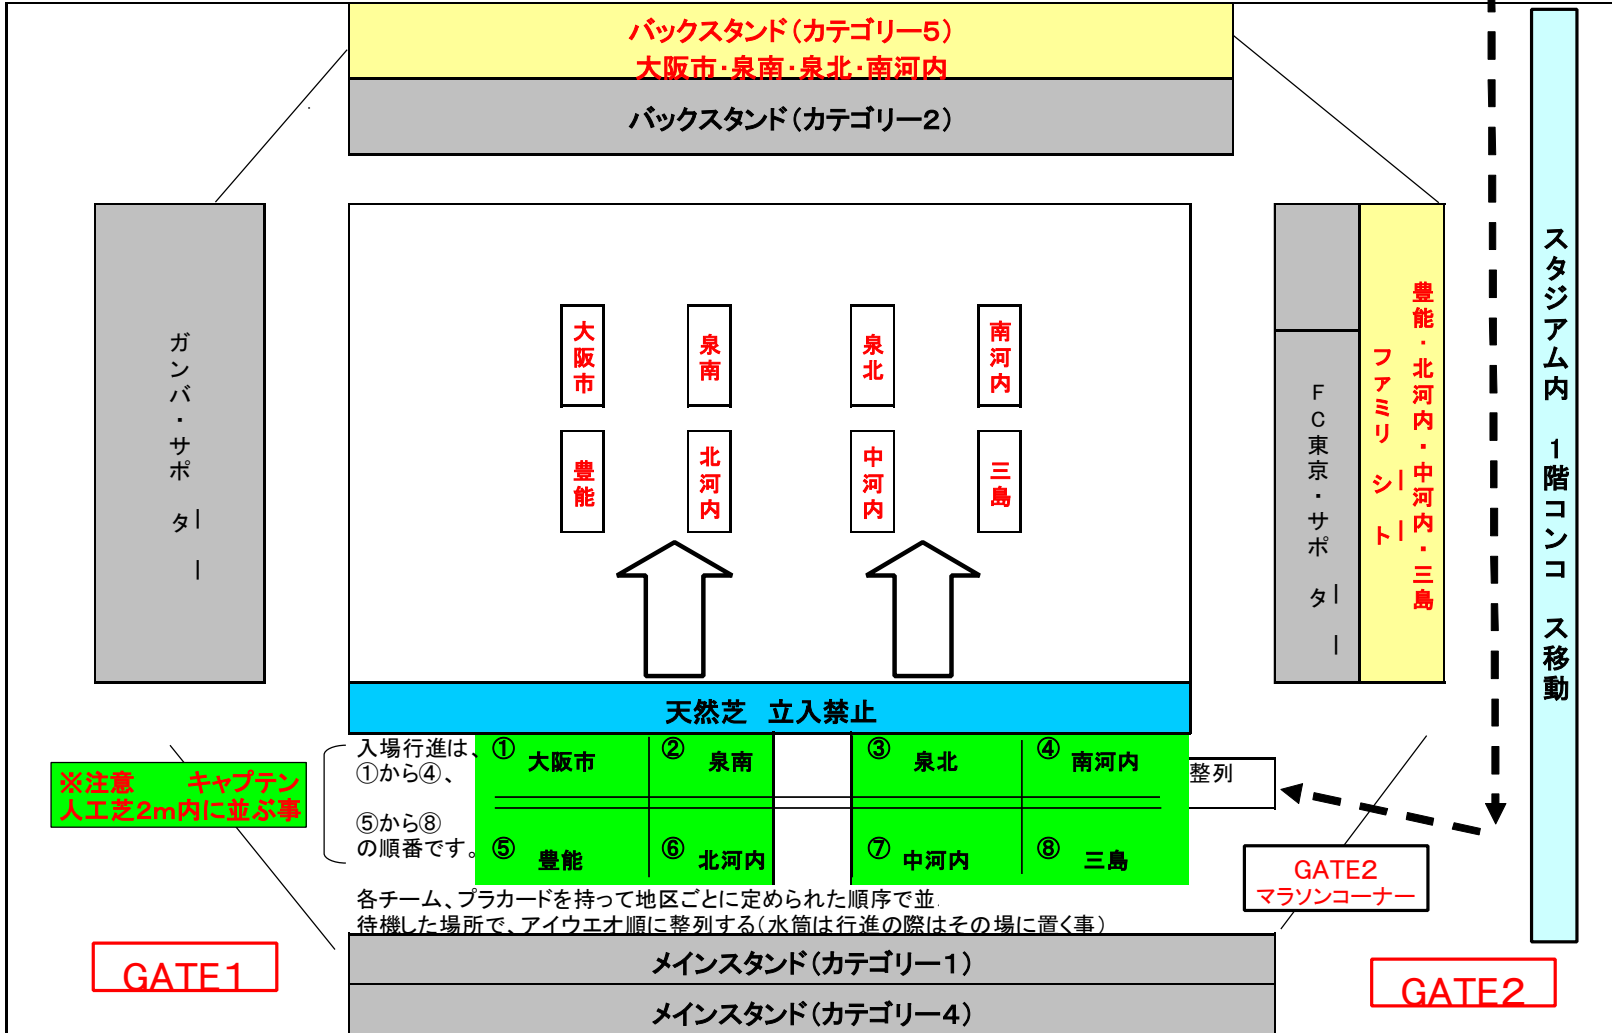 バックスタンド（カテゴリー5）
大阪市・泉南・泉北・南河内
バックスタンド（カテゴリー2）
ガンバ・サポーター
大阪市
泉南
泉北
南河内
豊能
北河内
中河内
三島
FC東京・サポーター
ファミリーシート
豊能・北河内・中河内・三島
スタジアム内　1階コンコース移動
天然芝　立入禁止
※注意　　キャプテン
人工芝2m内に並ぶ事
入場行進は、
①から④、
⑤から⑧
の順番です。
① 大阪市
② 泉南
③ 泉北
④ 南河内
整列
⑤ 豊能
⑥ 北河内
⑦ 中河内
⑧ 三島
GATE2
マラソンコーナー
各チーム、プラカードを持って地区ごとに定められた順序で並
待機した場所で、アイウエオ順に整列する（水筒は行進の際はその場に置く事）
GATE1
メインスタンド（カテゴリー1）
GATE2
メインスタンド（カテゴリー4）